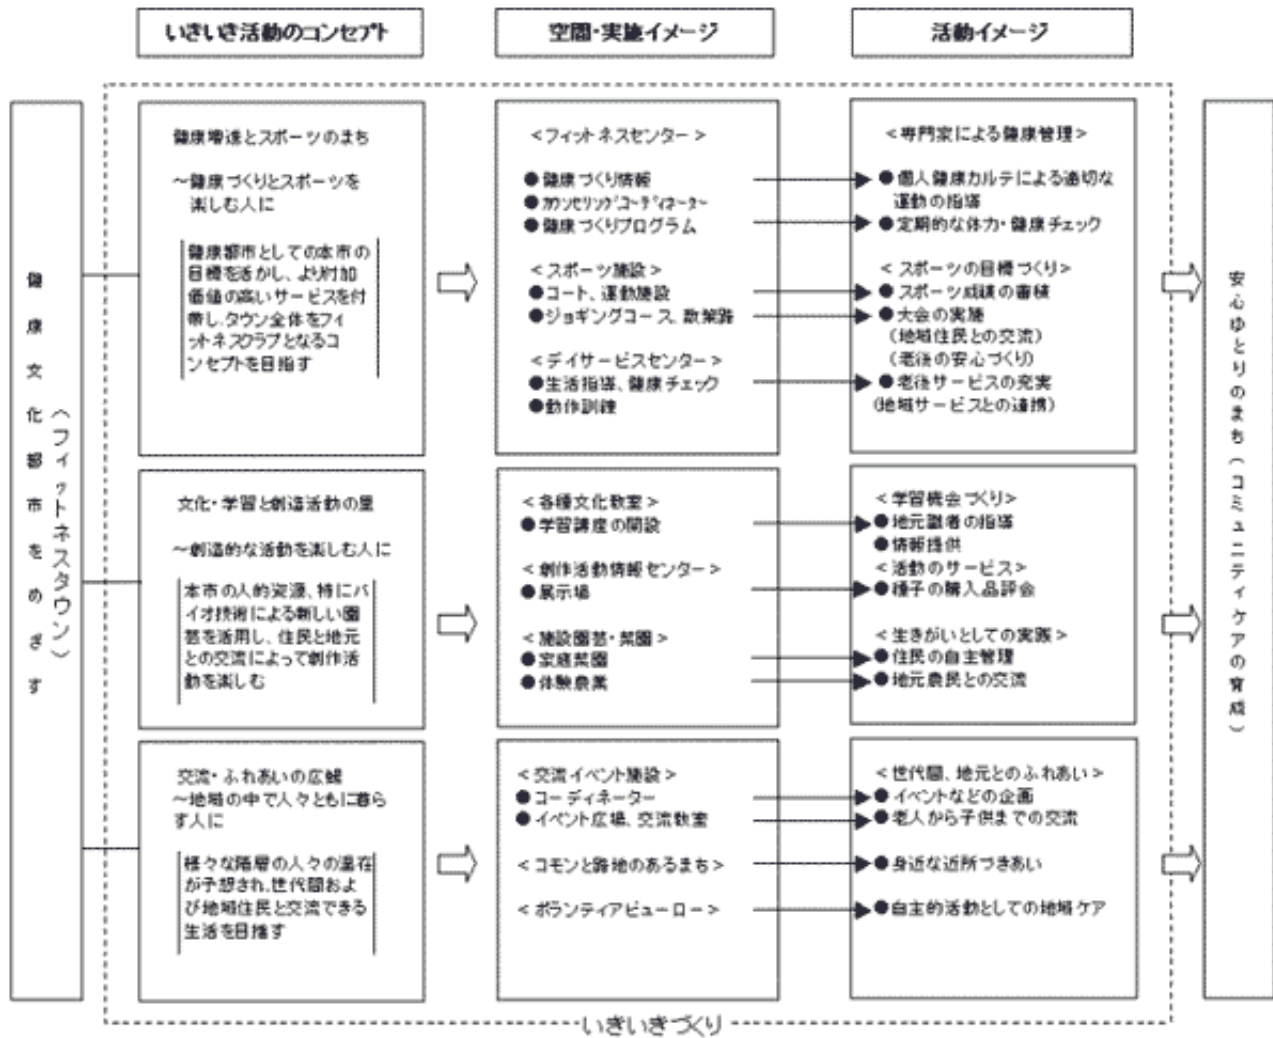 いきいき活動のコンセプト
空間・実施イメージ
活動イメージ
健康文化都市をめざす
(フィットネスタウン)
健康増進とスポーツのまち
～健康づくりとスポーツを
楽しむ人に
健康都市としての本市の
目標を活かし、より付加
価値の高いサービスを付
帯し、タウン全体をフィ
ットネスクラブとなるコ
ンセプトを目指す
<フィットネスセンター>
●健康づくり情報
●カウンセリングコーディネーター
●健康づくりプログラム
<スポーツ施設>
●コート、運動施設
●ジョギングコース、散策路
<デイサービスセンター>
●生活指導、健康チェック
●動作訓練
<専門家による健康管理>
●個人健康カルテによる適切な
運動の指導
●定期的な体力・健康チェック
<スポーツの目標づくり>
●スポーツ成績の蓄積
●大会の実施
(地域住民との交流)
(老後の安心づくり)
●老後サービスの充実
(地域サービスとの連携)
文化・学習と創造活動の里
～創造的な活動を楽しむ人に
本市の人的資源、特にバ
イオ技術による新しい園
芸を活用し、住民と地元
との交流によって創作活
動を楽しむ
<各種文化教室>
●学習講座の開設
<創作活動情報センター>
●展示場
<施設園芸・菜園>
●家庭菜園
●体験農業
<学習機会づくり>
●地元識者の指導
●情報提供
<活動のサービス>
●種子の購入品評会
<生きがいとしての実践>
●住民の自主管理
●地元農民との交流
交流・ふれあいの広場
～地域の中で人々ともに暮ら
す人に
様々な階層の人々の混在
が予想され、世代間およ
び地域住民と交流できる
生活を目指す
<交流イベント施設>
●コーディネーター
●イベント広場、交流教室
<コモンと路地のあるまち>
<ボランティアビューロー>
<世代間、地元とのふれあい>
●イベントなどの企画
●老人から子供までの交流
●身近な近所つきあい
●自主的活動としての地域ケア
安心ゆとりのまち(コミュニティケアの育成)
いきいきづくり